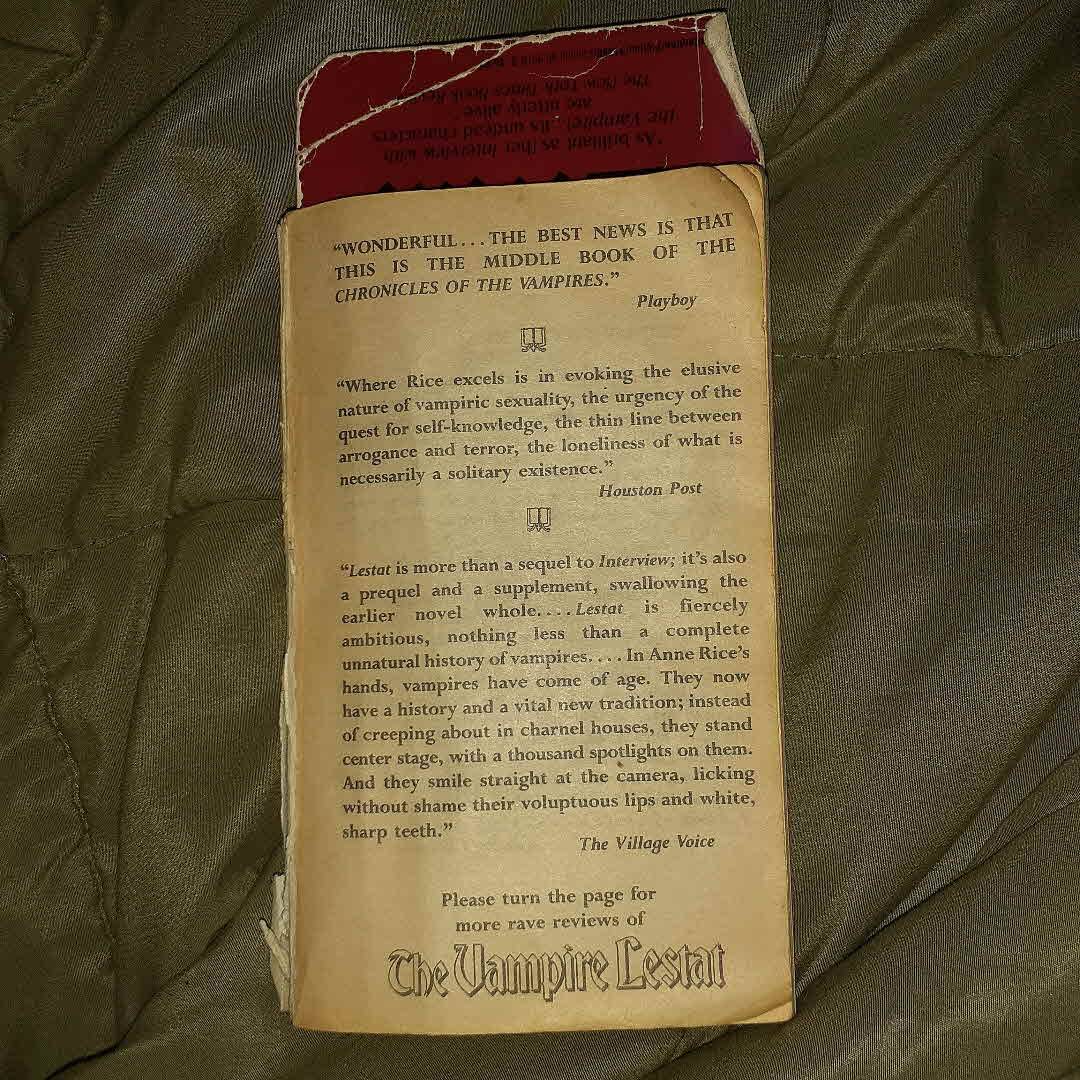 "As brilliant as [her Interview with
the Vampire]...Its undead characters
are utterly alive."
The New York Times Book Review
"WONDERFUL...THE BEST NEWS IS THAT
THIS IS THE MIDDLE BOOK OF THE
CHRONICLES OF THE VAMPIRES."
Playboy
"Where Rice excels is in evoking the elusive
nature of vampiric sexuality, the urgency of the
quest for self-knowledge, the thin line between
arrogance and terror, the loneliness of what is
necessarily a solitary existence."
Houston Post
"Lestat is more than a sequel to Interview; it's also
a prequel and a supplement, swallowing the
earlier novel whole....Lestat is fiercely
ambitious, nothing less than a complete
unnatural history of vampires....In Anne Rice's
hands, vampires have come of age. They now
have a history and a vital new tradition; instead
of creeping about in charnel houses, they stand
center stage, with a thousand spotlights on them.
And they smile straight at the camera, licking
without shame their voluptuous lips and white,
sharp teeth."
The Village Voice
Please turn the page for
more rave reviews of
The Vampire Lestat